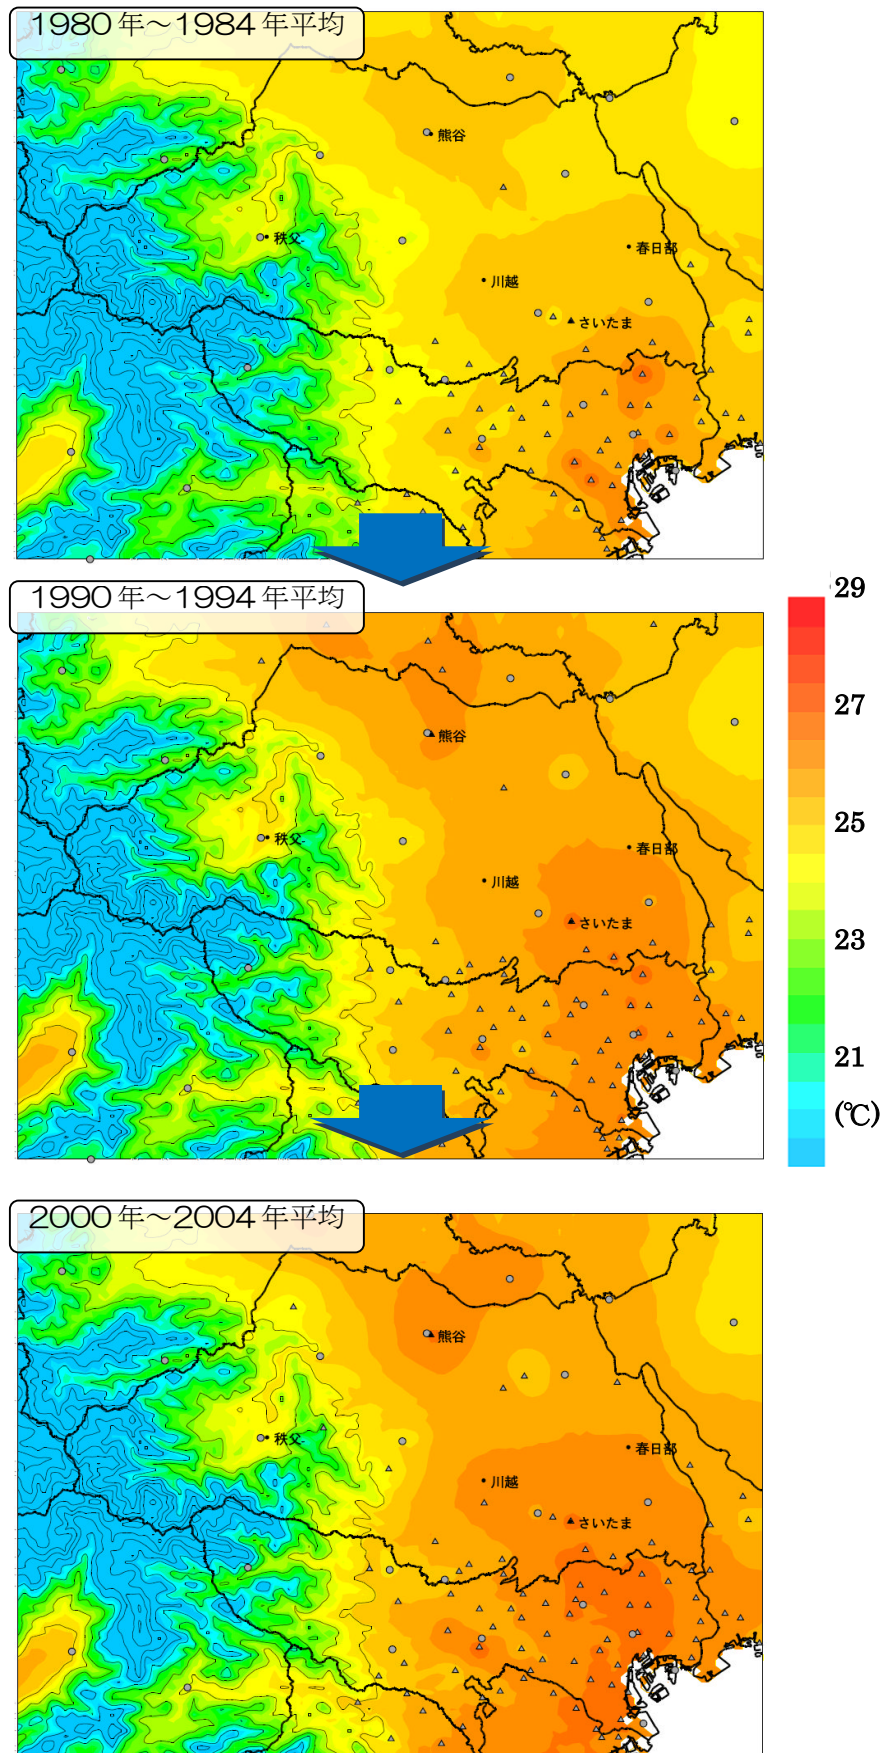 1980年～1984年平均
熊谷
秩父
春日部
川越
さいたま
1990年～1994年平均
29
27
25
23
21
(℃)
熊谷
秩父
春日部
川越
さいたま
2000年～2004年平均
熊谷
秩父
春日部
川越
さいたま